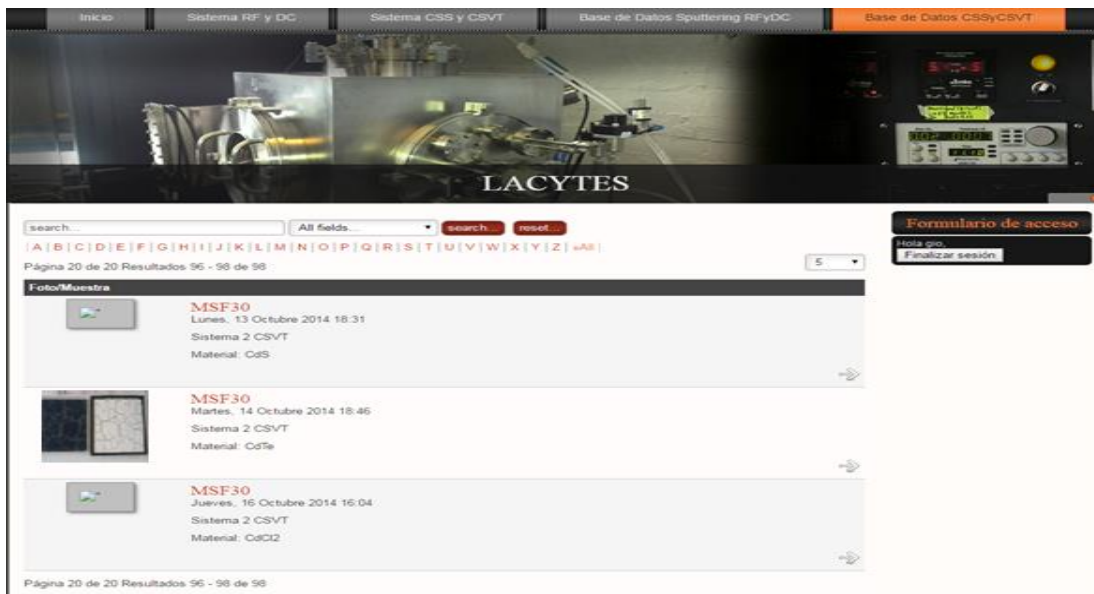 Inicio Sistema RF y DC Sistema CSS y CSVT Base de Datos Sputtering RFyDC Base de Datos CSSyCSVT
LACYTES
search... All fields... search... reset...
|A|B|C|D|E|F|G|H|I|J|K|L|M|N|O|P|Q|R|S|T|U|V|W|X|Y|Z|«All|
Página 20 de 20 Resultados 96 - 98 de 98
5
Foto/Muestra
MSF30
Lunes, 13 Octubre 2014 18:31
Sistema 2 CSVT
Material: CdS
MSF30
Martes, 14 Octubre 2014 18:46
Sistema 2 CSVT
Material: CdTe
MSF30
Jueves, 16 Octubre 2014 16:04
Sistema 2 CSVT
Material: CdCl2
Página 20 de 20 Resultados 96 - 98 de 98
Formulario de acceso
Hola gio,
Finalizar sesión